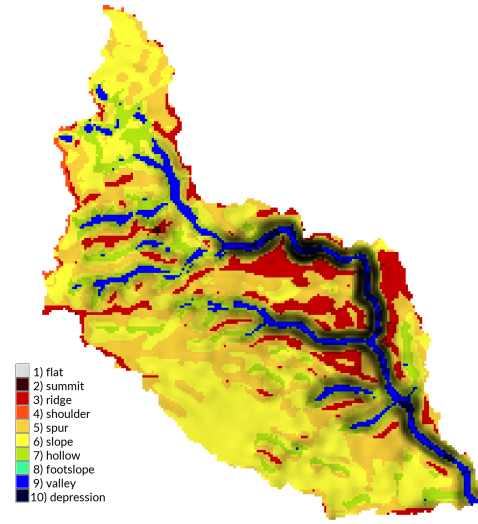 1) flat
2) summit
3) ridge
4) shoulder
5) spur
6) slope
7) hollow
8) footslope
9) valley
10) depression